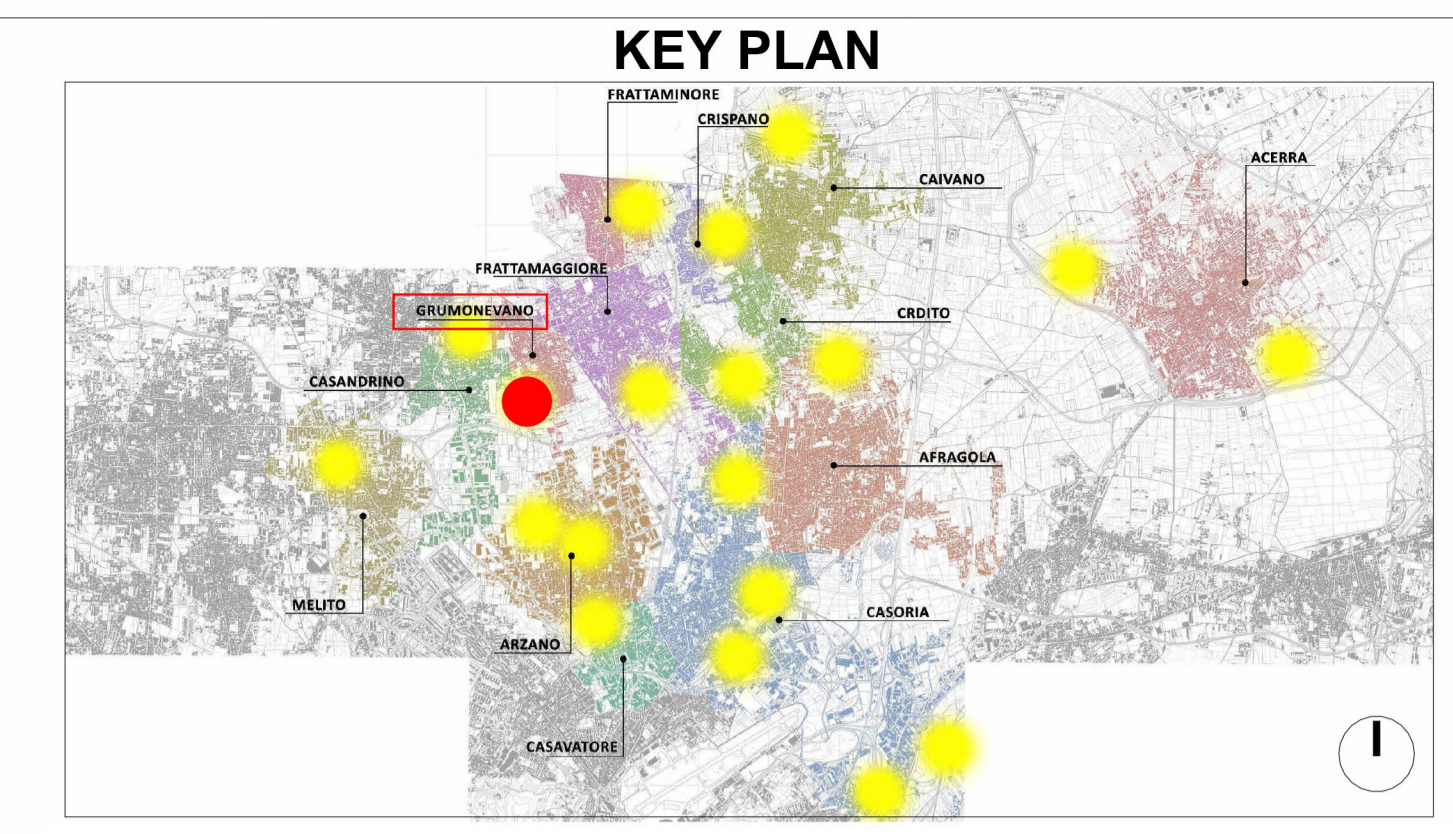 KEY PLAN
FRATTAMINORE
CRISPANO
ACERRA
CAIVANO
FRATTAMAGGIORE
GRUMONEVANO
CRDITO
CASANDRINO
AFRAGOLA
MELITO
CASORIA
ARZANO
CASAVATORE
I